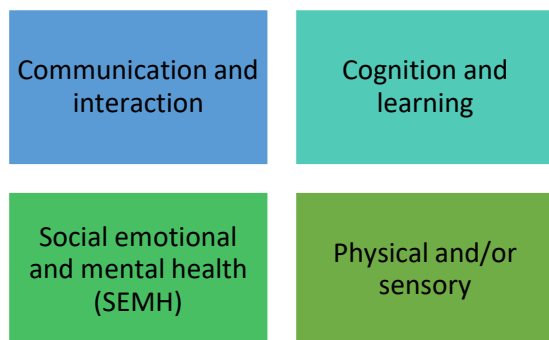 Communication and
interaction
Cognition and
learning
Social emotional
and mental health
(SEMH)
Physical and/or
sensory